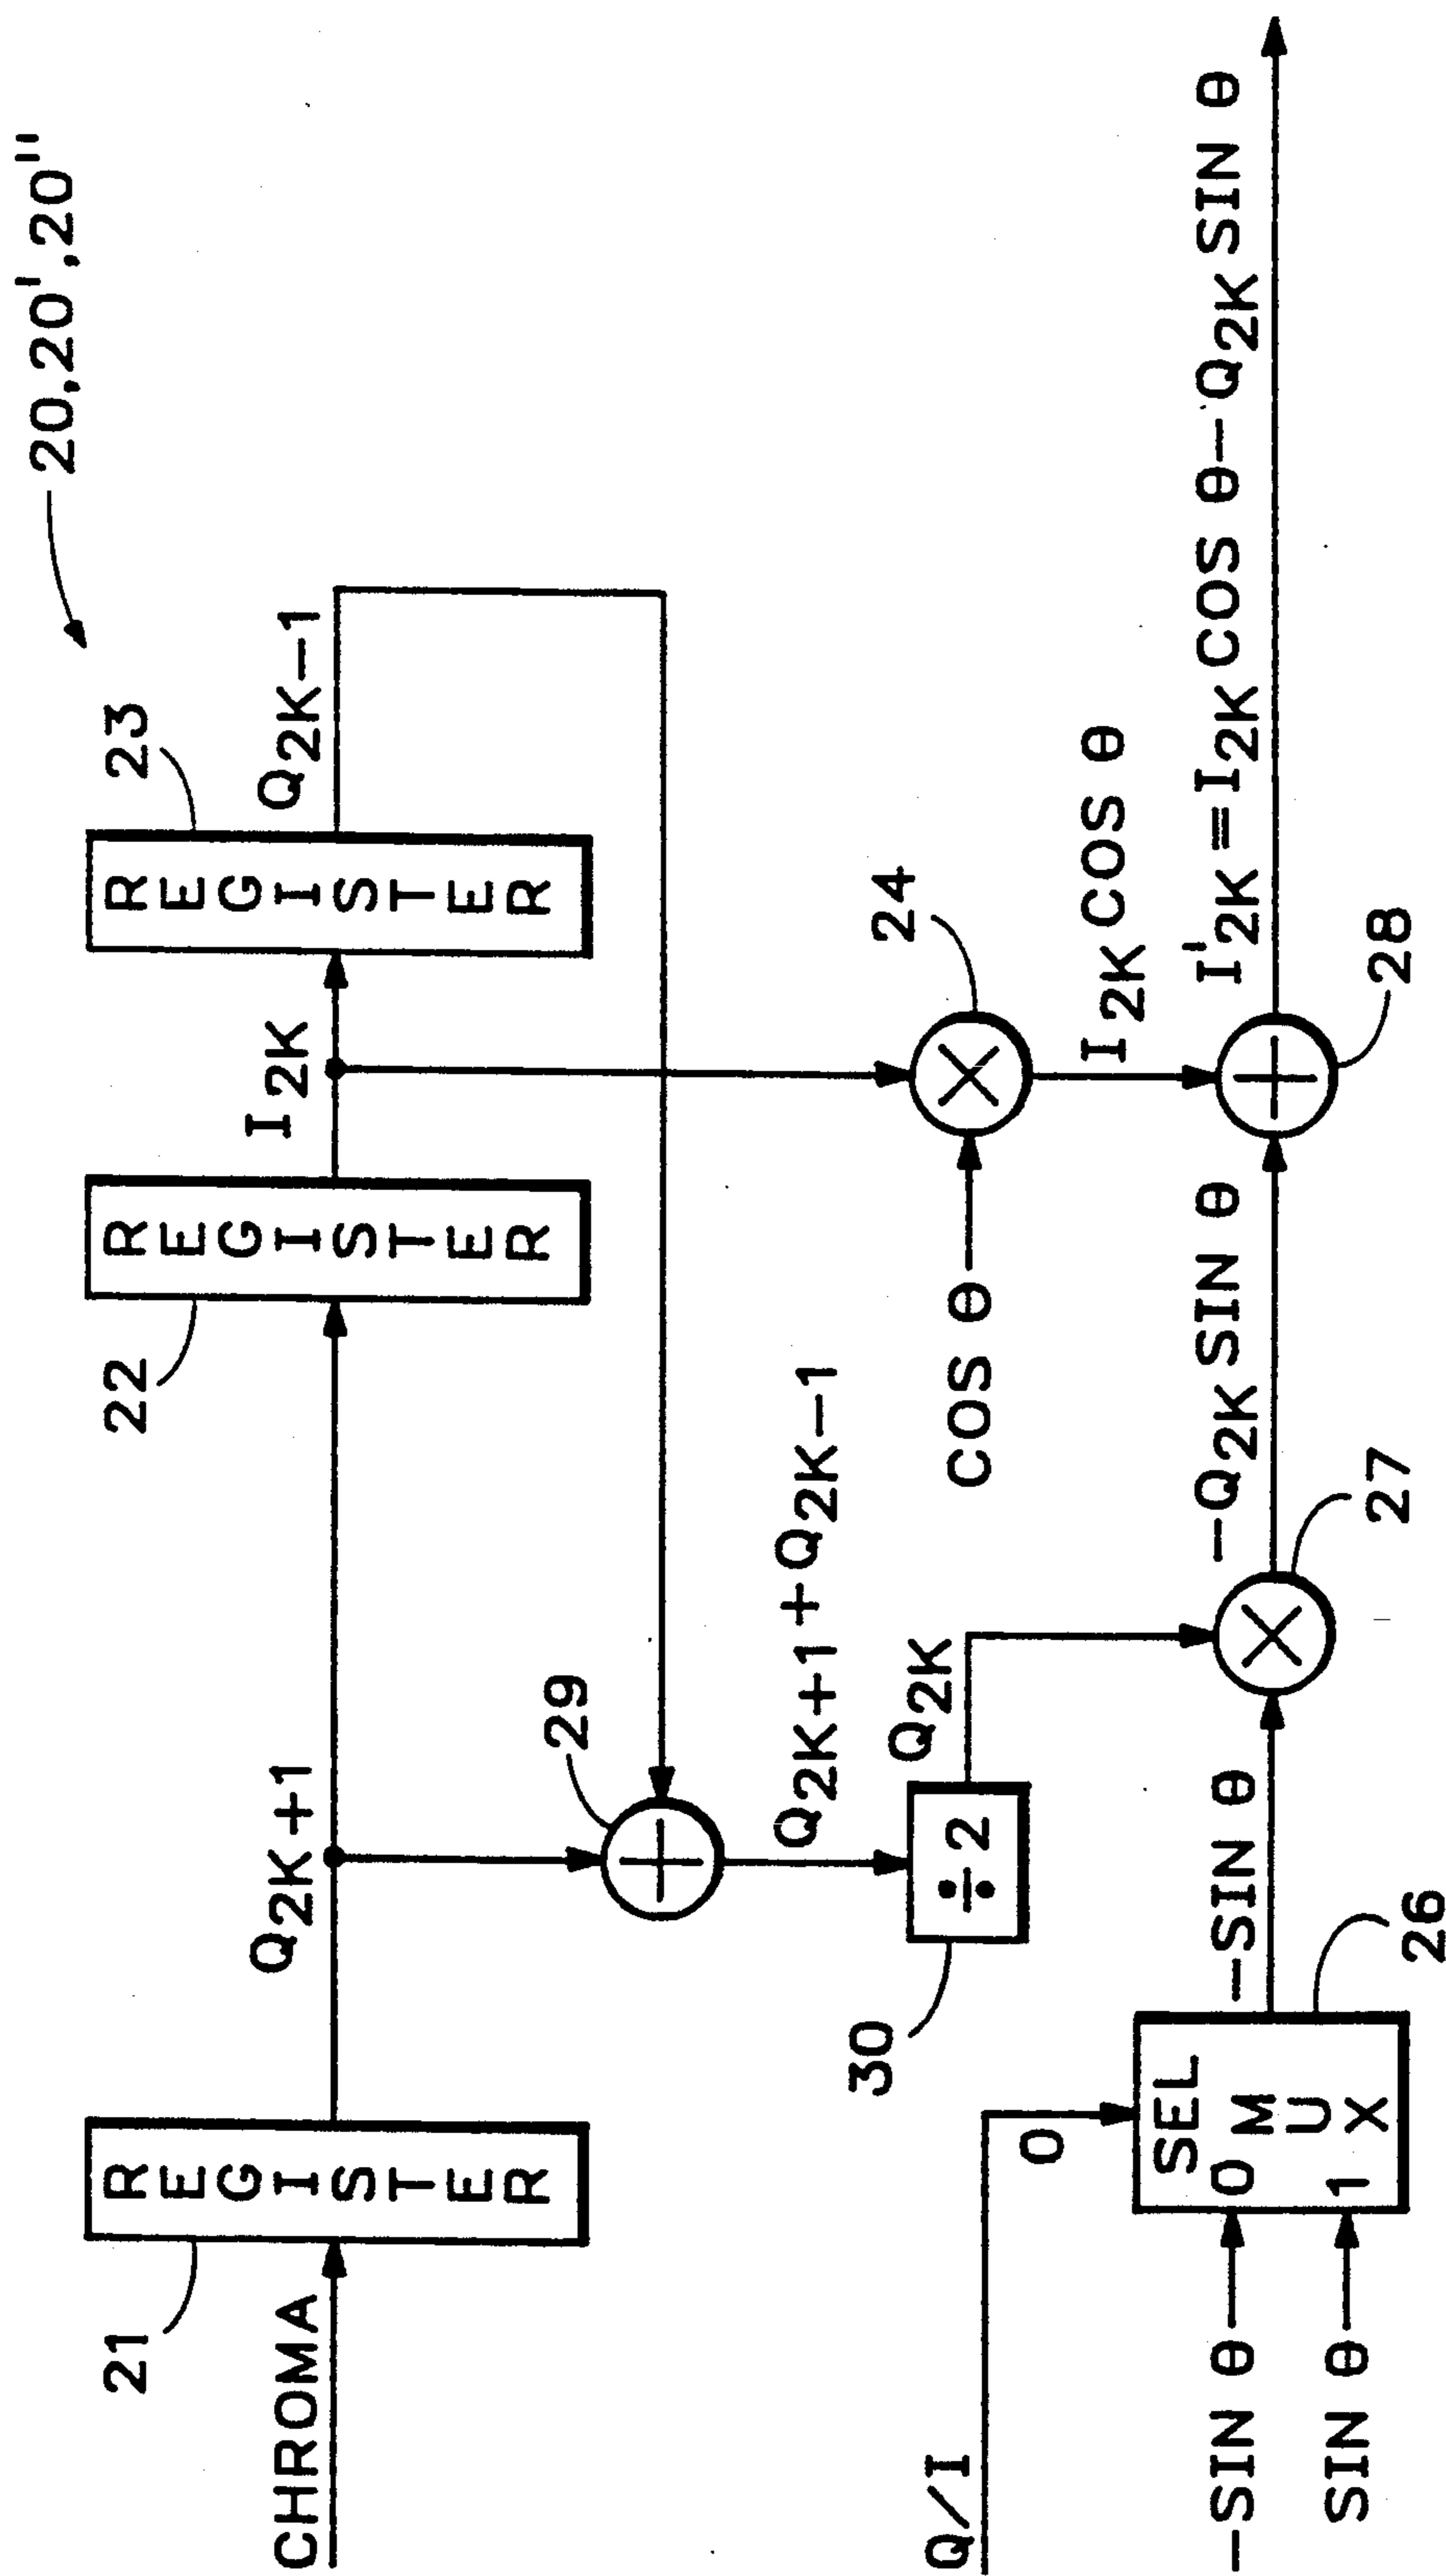 20,20',20''
21
22
23
CHROMA
REGISTER
Q2K+1
REGISTER
I2K
REGISTER
Q2K-1
29
Q2K+1+Q2K-1
30
÷2
Q2K
24
COS θ
I2K COS θ
Q/I
0
-SIN θ
SIN θ
SEL
0
1
MUX
26
-SIN θ
27
-Q2K SIN θ
28
I'2K=I2K COS θ-Q2K SIN θ